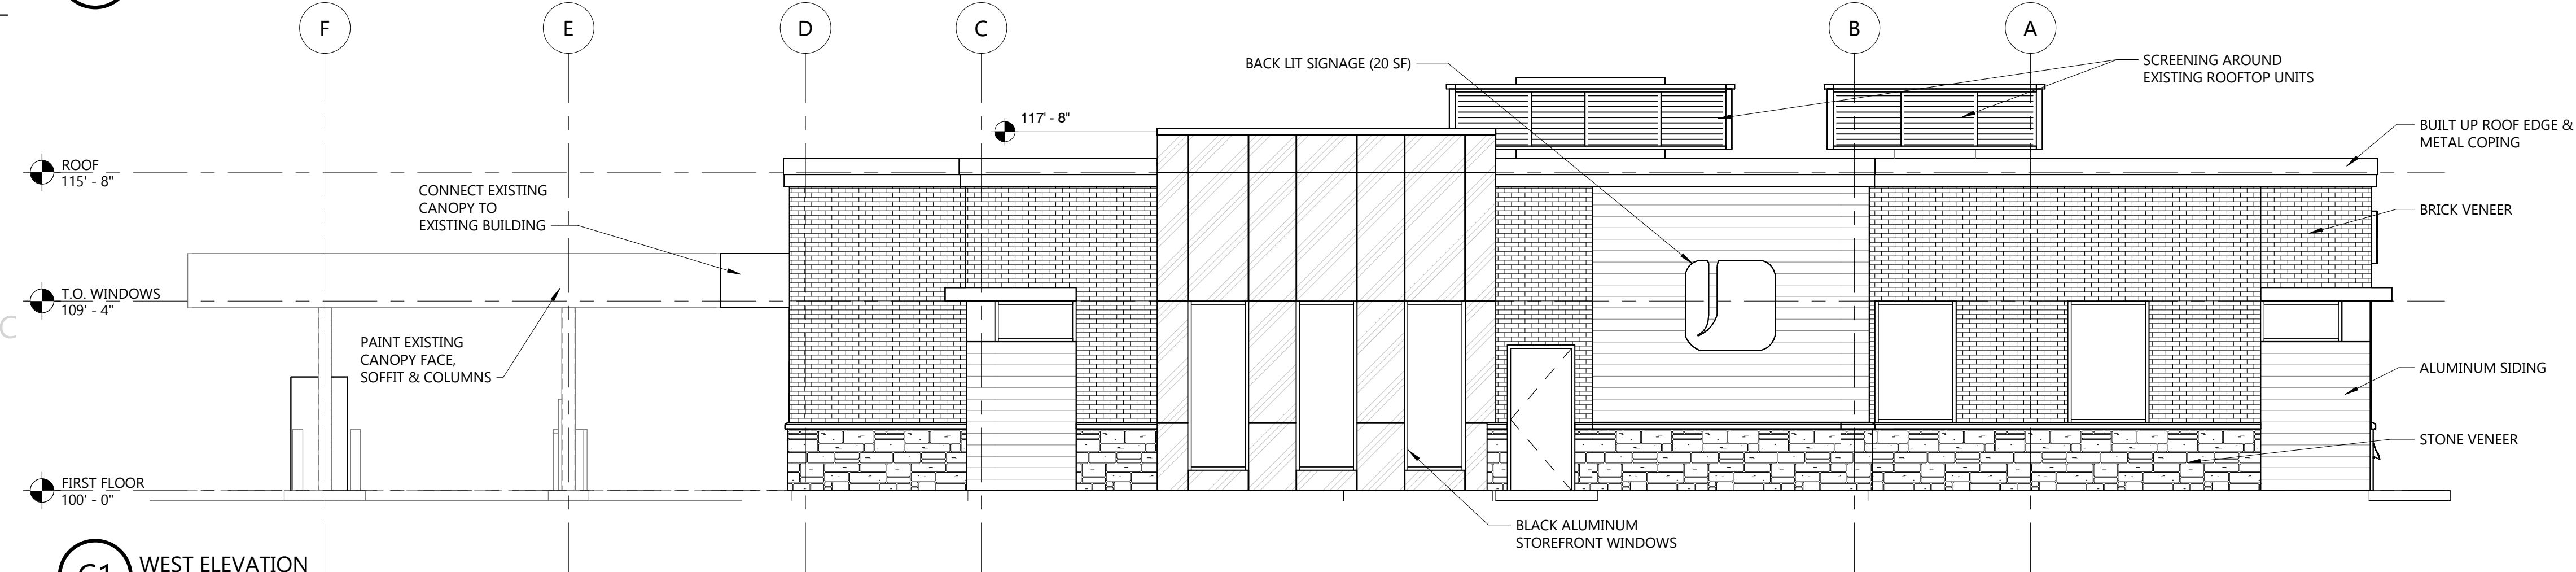 F
E
D
C
B
A
BACK LIT SIGNAGE (20 SF)
SCREENING AROUND
EXISTING ROOFTOP UNITS
117' - 8"
BUILT UP ROOF EDGE &
METAL COPING
ROOF
115' - 8"
CONNECT EXISTING
CANOPY TO
EXISTING BUILDING
BRICK VENEER
T.O. WINDOWS
109' - 4"
C
PAINT EXISTING
CANOPY FACE,
SOFFIT & COLUMNS
ALUMINUM SIDING
STONE VENEER
FIRST FLOOR
100' - 0"
BLACK ALUMINUM
STOREFRONT WINDOWS
WEST ELEVATION